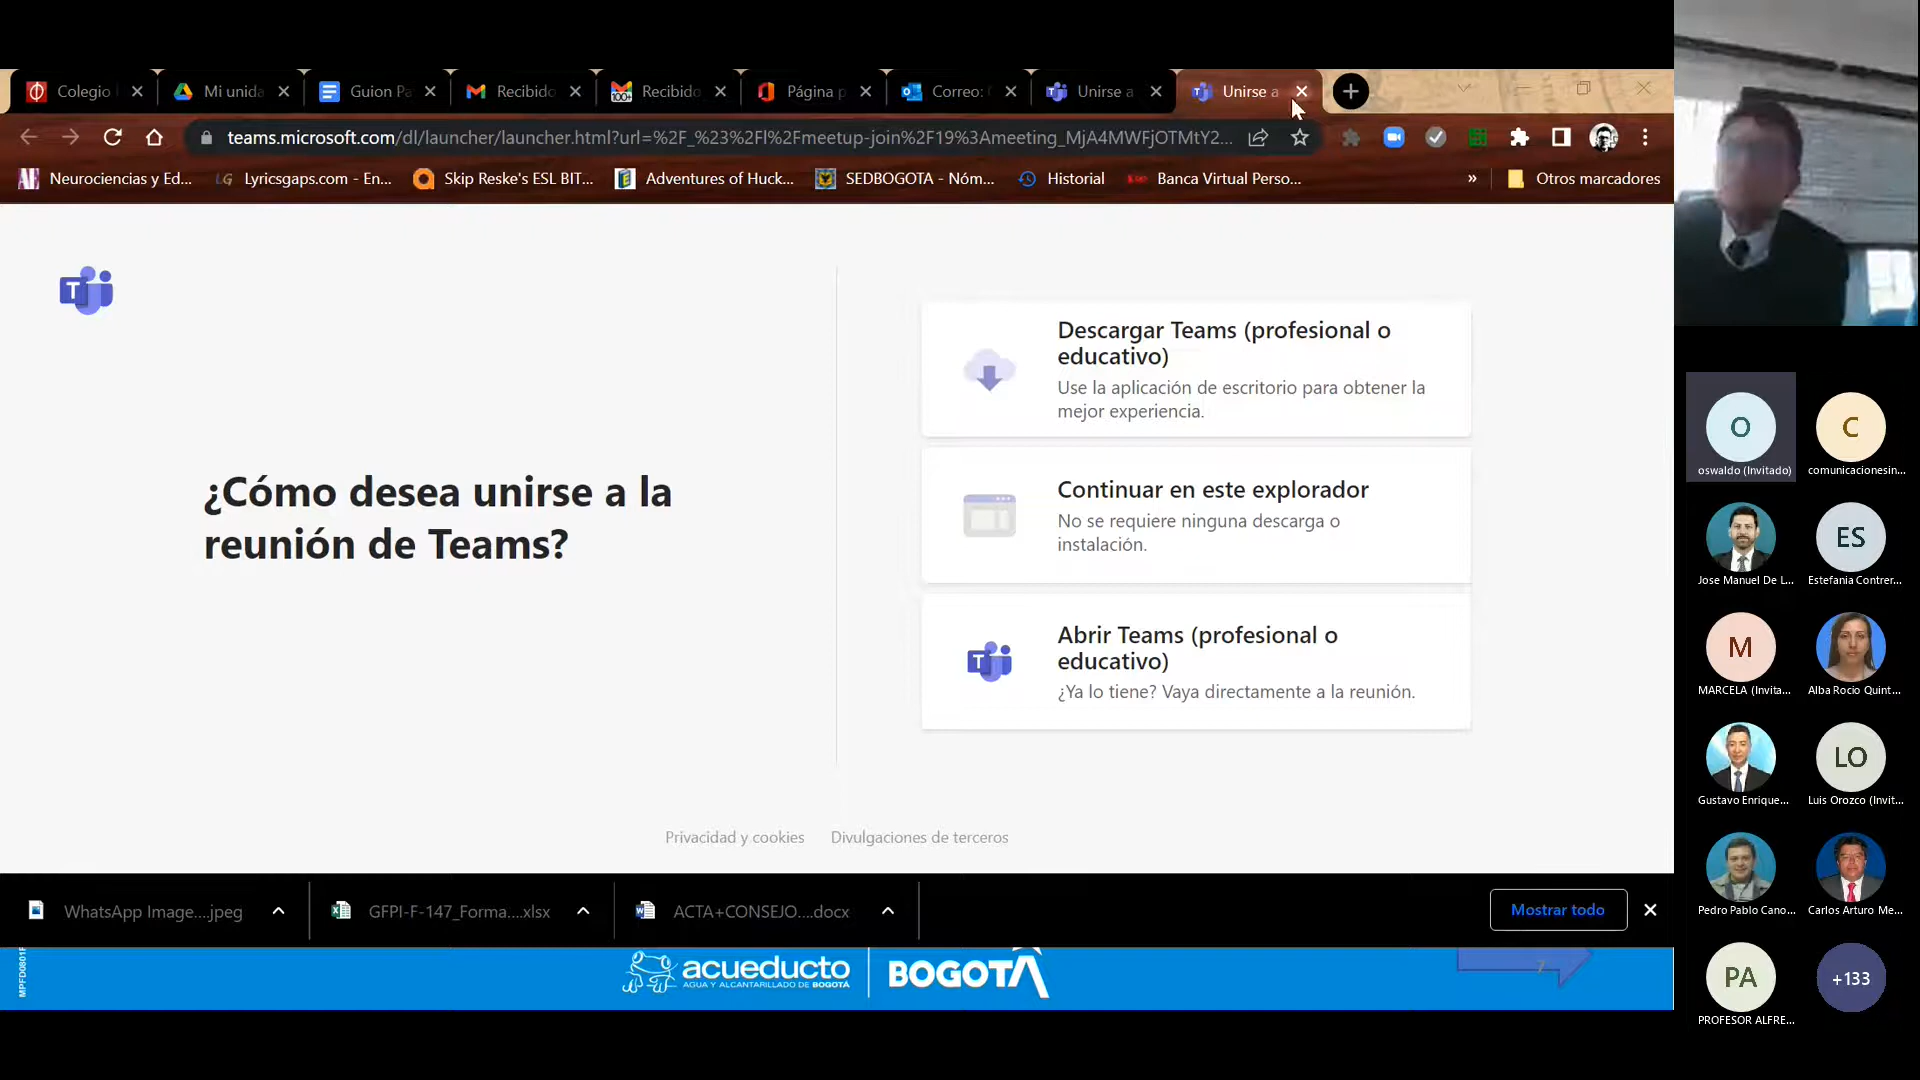 Colegio
Mi unida
Guion Pa
Recibido
Recibido
Página p
Correo:
Unirse a
Unirse a
teams.microsoft.com/dl/launcher/launcher.html?url=%2F_%23%2Fl%2Fmeetup-join%2F19%3Ameeting_MjA4MWFjOTMtY2...
Neurociencias y Ed...
LG Lyricsgaps.com - En...
Skip Reske's ESL BIT...
Adventures of Huck...
SEDBOGOTA - Nóm...
Historial
Banca Virtual Perso...
»
Otros marcadores
¿Cómo desea unirse a la
reunión de Teams?
Descargar Teams (profesional o
educativo)
Use la aplicación de escritorio para obtener la
mejor experiencia.
Continuar en este explorador
No se requiere ninguna descarga o
instalación.
Abrir Teams (profesional o
educativo)
¿Ya lo tiene? Vaya directamente a la reunión.
Privacidad y cookies
Divulgaciones de terceros
WhatsApp Image....jpeg
GFPI-F-147_Forma....xlsx
ACTA+CONSEJO....docx
Mostrar todo
acueducto
AGUA Y ALCANTARILLADO DE BOGOTÁ
BOGOTÁ
7
O
oswaldo (Invitado)
C
comunicacionesin...
Jose Manuel De L...
ES
Estefania Contrer...
M
MARCELA (Invita...
Alba Rocio Quint...
Gustavo Enrique...
LO
Luis Orozco (Invit...
Pedro Pablo Cano...
Carlos Arturo Me...
PA
PROFESOR ALFRE...
+133